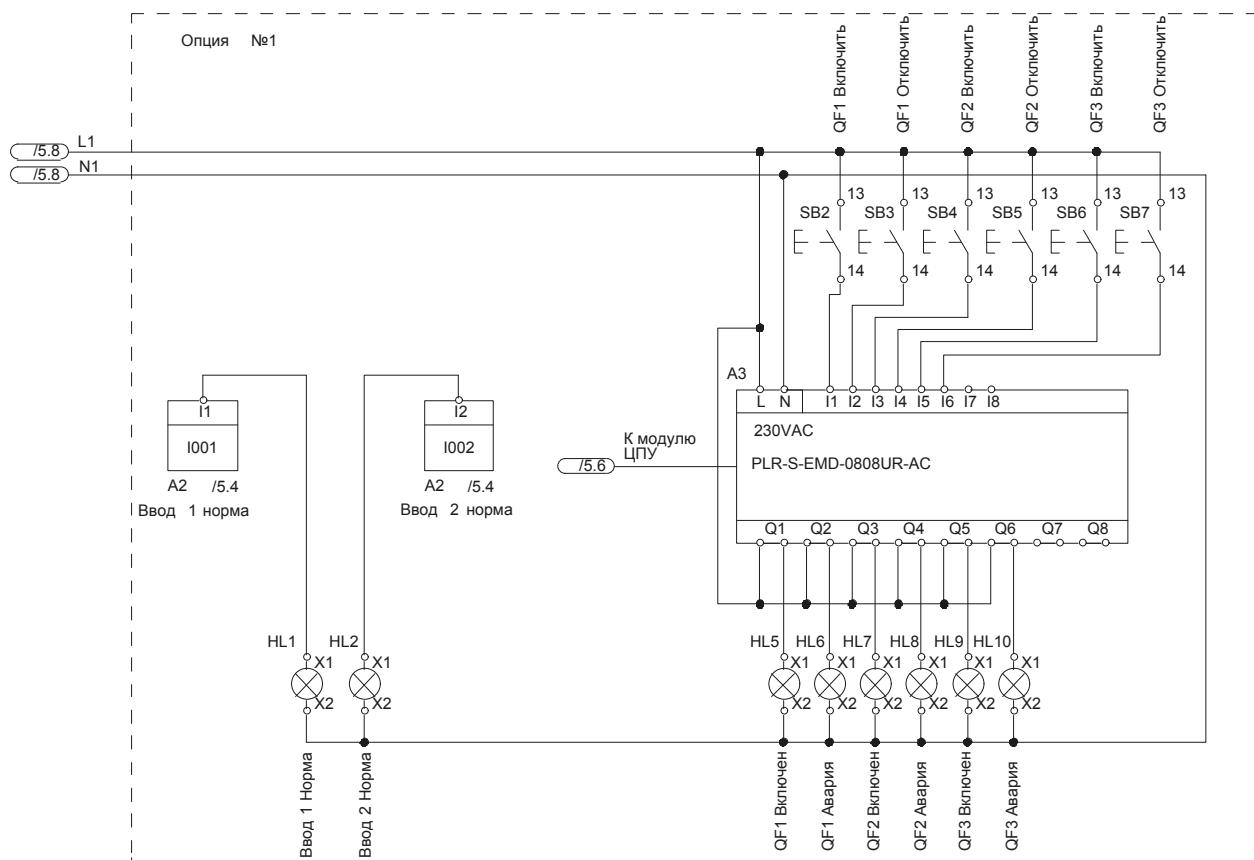 Опция №1
QF1 Включить
QF1 Отключить
QF2 Включить
QF2 Отключить
QF3 Включить
QF3 Отключить
/5.8 L1
/5.8 N1
13 13 13 13 13 13
SB2 SB3 SB4 SB5 SB6 SB7
14 14 14 14 14 14
A3
L N I1 I2 I3 I4 I5 I6 I7 I8
I1
I001
A2 /5.4
Ввод 1 норма
I2
I002
A2 /5.4
Ввод 2 норма
К модулю
ЦПУ
/5.6
230VAC
PLR-S-EMD-0808UR-AC
Q1 Q2 Q3 Q4 Q5 Q6 Q7 Q8
HL1 HL2 HL5 HL6 HL7 HL8 HL9 HL10
X1 X1 X1 X1 X1 X1 X1 X1
X2 X2 X2 X2 X2 X2 X2 X2
Ввод 1 Норма
Ввод 2 Норма
QF1 Включен
QF1 Авария
QF2 Включен
QF2 Авария
QF3 Включен
QF3 Авария